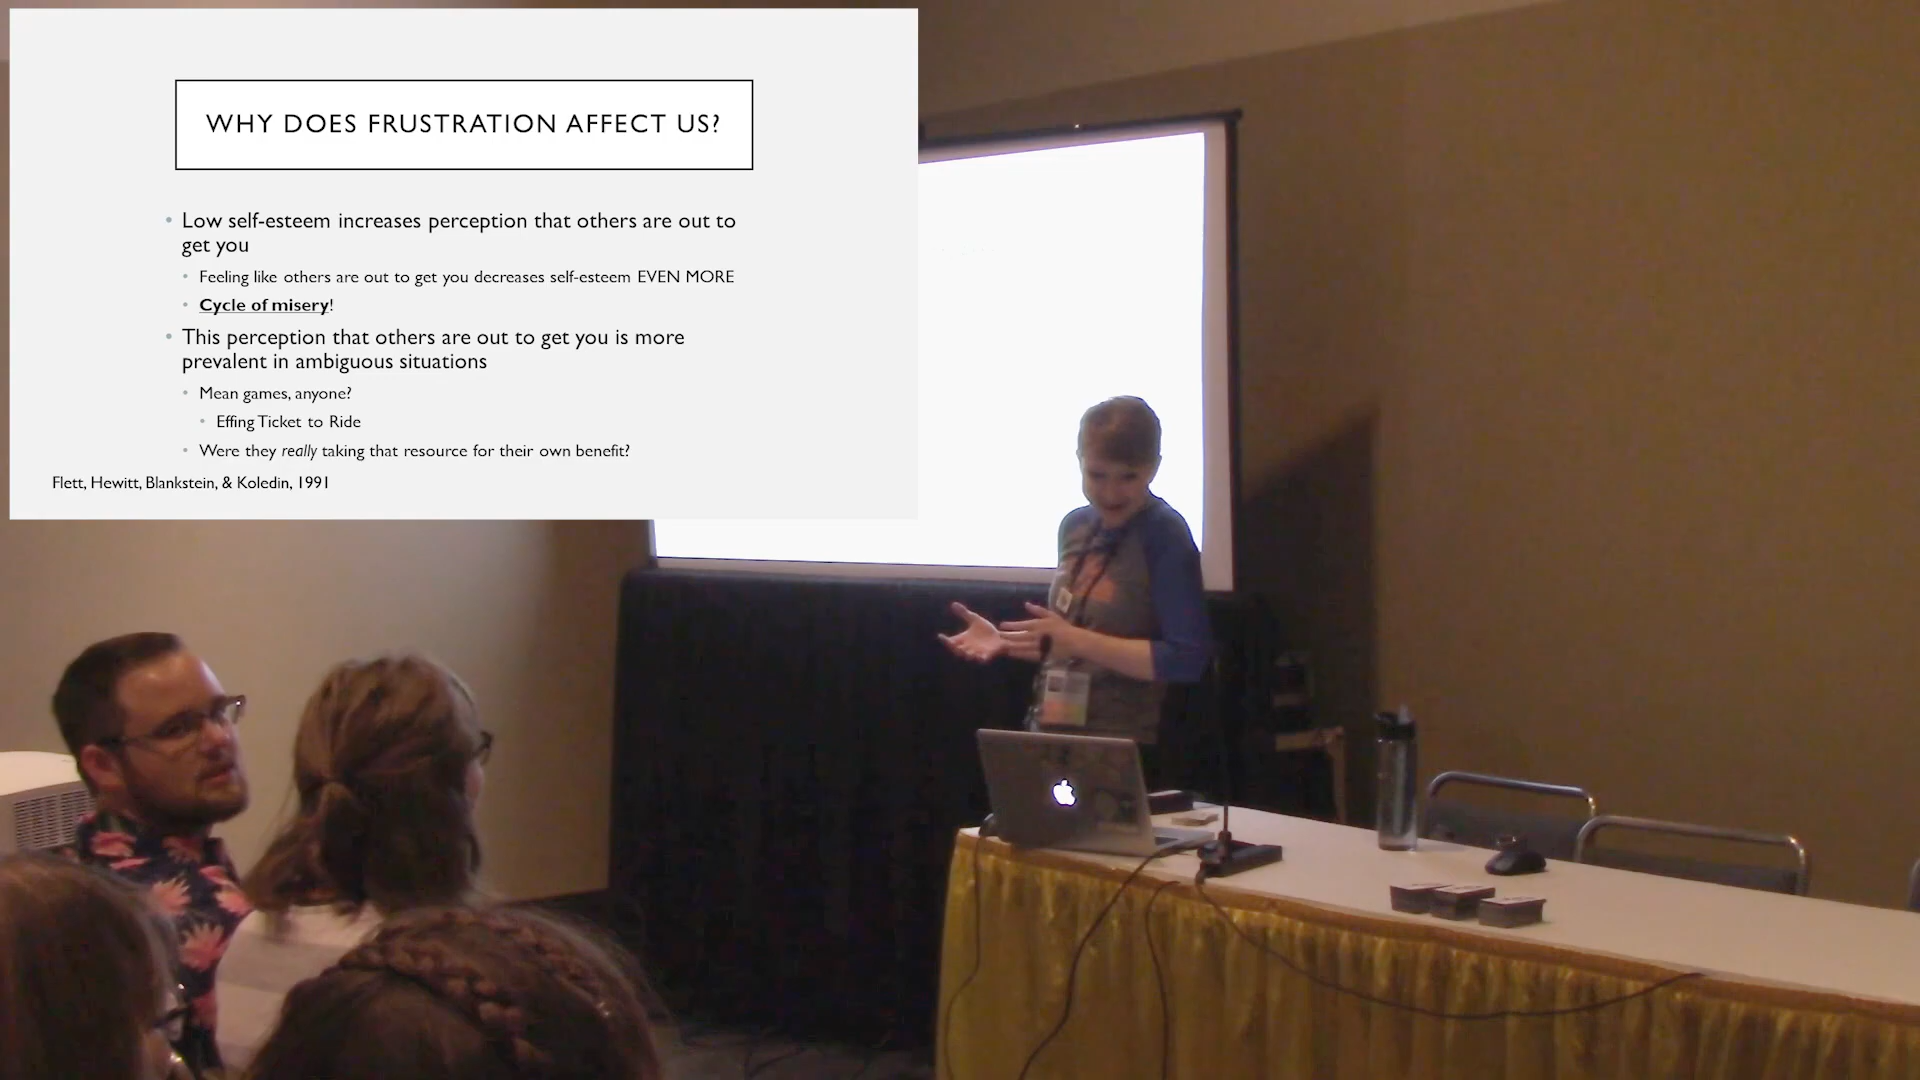 WHY DOES FRUSTRATION AFFECT US?
• Low self-esteem increases perception that others are out to
get you
• Feeling like others are out to get you decreases self-esteem EVEN MORE
• Cycle of misery!
• This perception that others are out to get you is more
prevalent in ambiguous situations
• Mean games, anyone?
• Effing Ticket to Ride
• Were they really taking that resource for their own benefit?
Flett, Hewitt, Blankstein, & Koledin, 1991